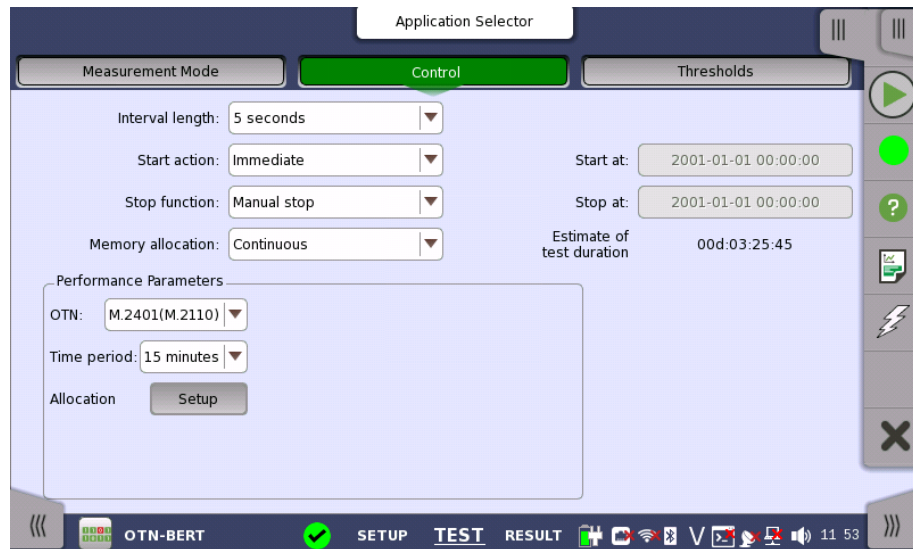 Application Selector
Measurement Mode
Control
Thresholds
Interval length: 5 seconds
Start action: Immediate
Start at: 2001-01-01 00:00:00
Stop function: Manual stop
Stop at: 2001-01-01 00:00:00
Memory allocation: Continuous
Estimate of
test duration
00d:03:25:45
Performance Parameters
OTN: M.2401(M.2110)
Time period: 15 minutes
Allocation Setup
OTN-BERT SETUP TEST RESULT V 11 53